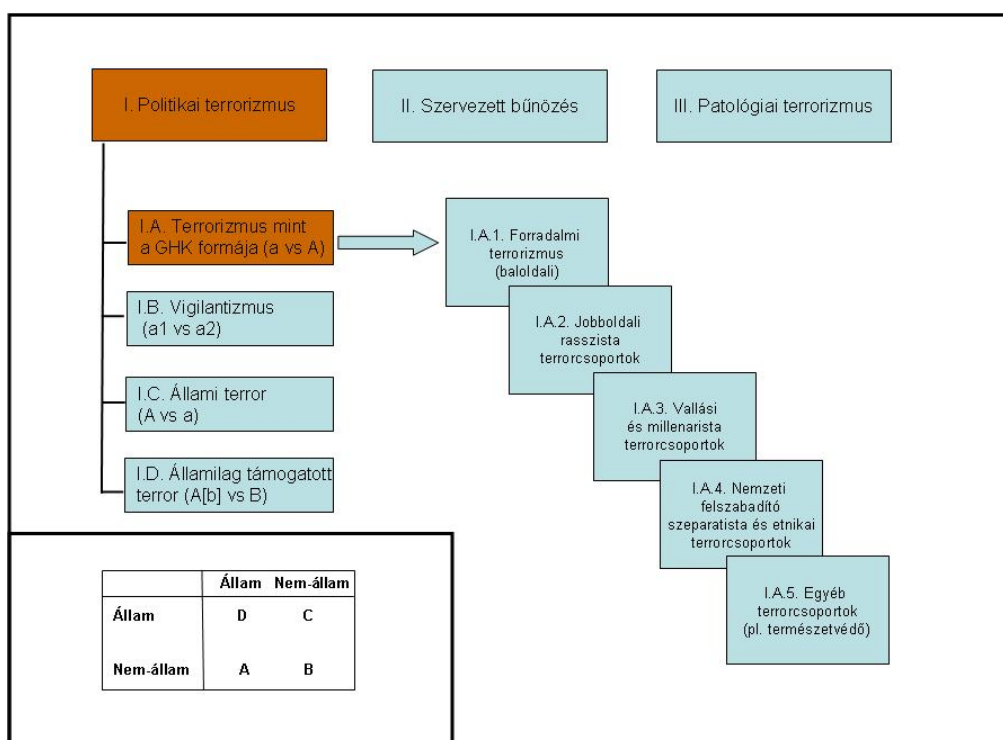 I. Politikai terrorizmus
II. Szervezett bűnözés
III. Patológiai terrorizmus
I.A. Terrorizmus mint
a GHK formája (a vs A)
I.B. Vigilantizmus
(a1 vs a2)
I.C. Állami terror
(A vs a)
I.D. Államilag támogatott
terror (A[b] vs B)
I.A.1. Forradalmi
terrorizmus
(baloldali)
I.A.2. Jobboldali
rasszista
terrorcsoportok
I.A.3. Vallási
és millenarista
terrorcsoportok
I.A.4. Nemzeti
felszabadító
szeparatista és etnikai
terrorcsoportok
I.A.5. Egyéb
terrorcsoportok
(pl. természetvédő)
Állam Nem-állam
Állam D C
Nem-állam A B